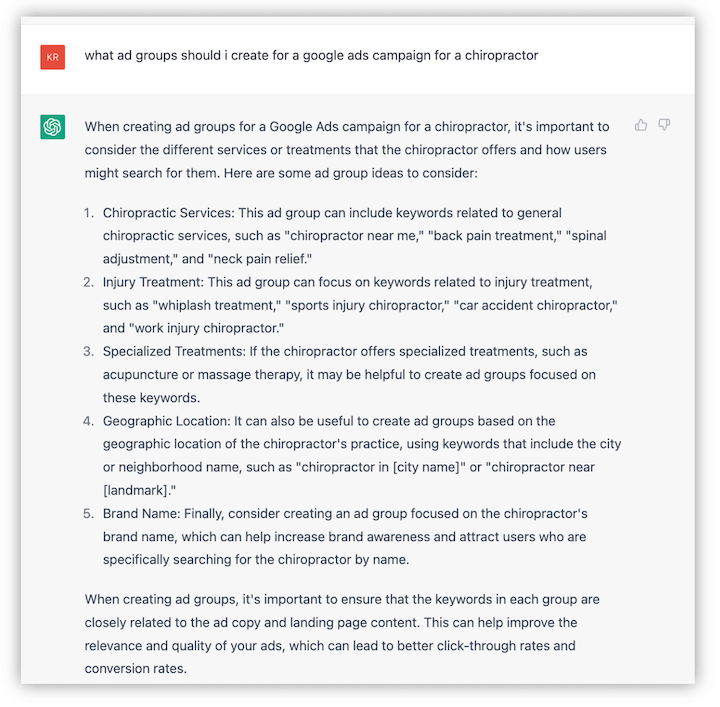 KR
what ad groups should i create for a google ads campaign for a chiropractor
When creating ad groups for a Google Ads campaign for a chiropractor, it's important to
consider the different services or treatments that the chiropractor offers and how users
might search for them. Here are some ad group ideas to consider:
1. Chiropractic Services: This ad group can include keywords related to general
chiropractic services, such as "chiropractor near me," "back pain treatment," "spinal
adjustment," and "neck pain relief."
2. Injury Treatment: This ad group can focus on keywords related to injury treatment,
such as "whiplash treatment," "sports injury chiropractor," "car accident chiropractor,"
and "work injury chiropractor."
3. Specialized Treatments: If the chiropractor offers specialized treatments, such as
acupuncture or massage therapy, it may be helpful to create ad groups focused on
these keywords.
4. Geographic Location: It can also be useful to create ad groups based on the
geographic location of the chiropractor's practice, using keywords that include the city
or neighborhood name, such as "chiropractor in [city name]" or "chiropractor near
[landmark]."
5. Brand Name: Finally, consider creating an ad group focused on the chiropractor's
brand name, which can help increase brand awareness and attract users who are
specifically searching for the chiropractor by name.
When creating ad groups, it's important to ensure that the keywords in each group are
closely related to the ad copy and landing page content. This can help improve the
relevance and quality of your ads, which can lead to better click-through rates and
conversion rates.